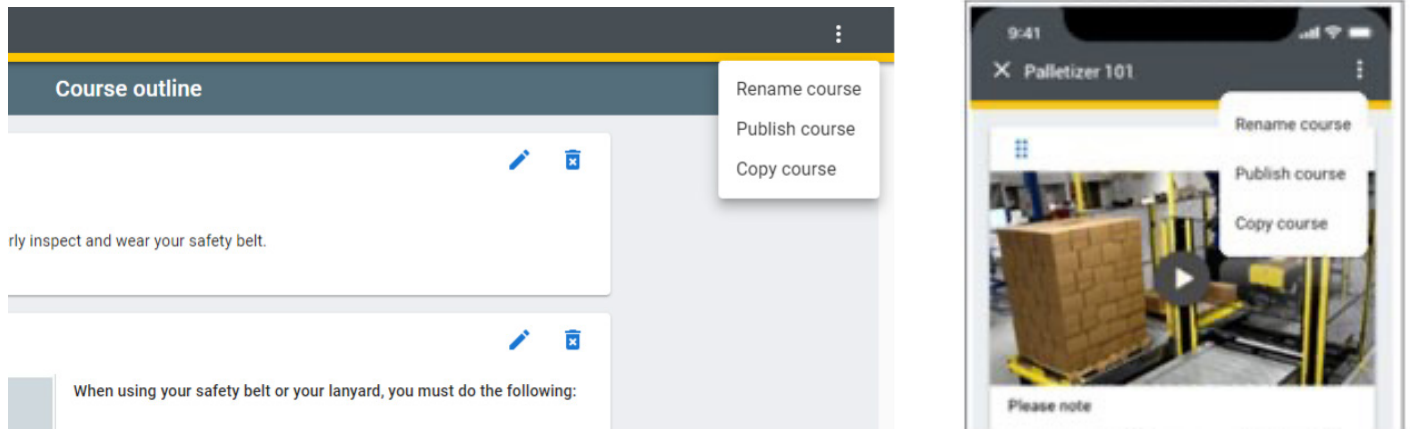 Course outline
Rename course
Publish course
Copy course
rly inspect and wear your safety belt.
When using your safety belt or your lanyard, you must do the following:
9:41
Palletizer 101
Rename course
Publish course
Copy course
Please note